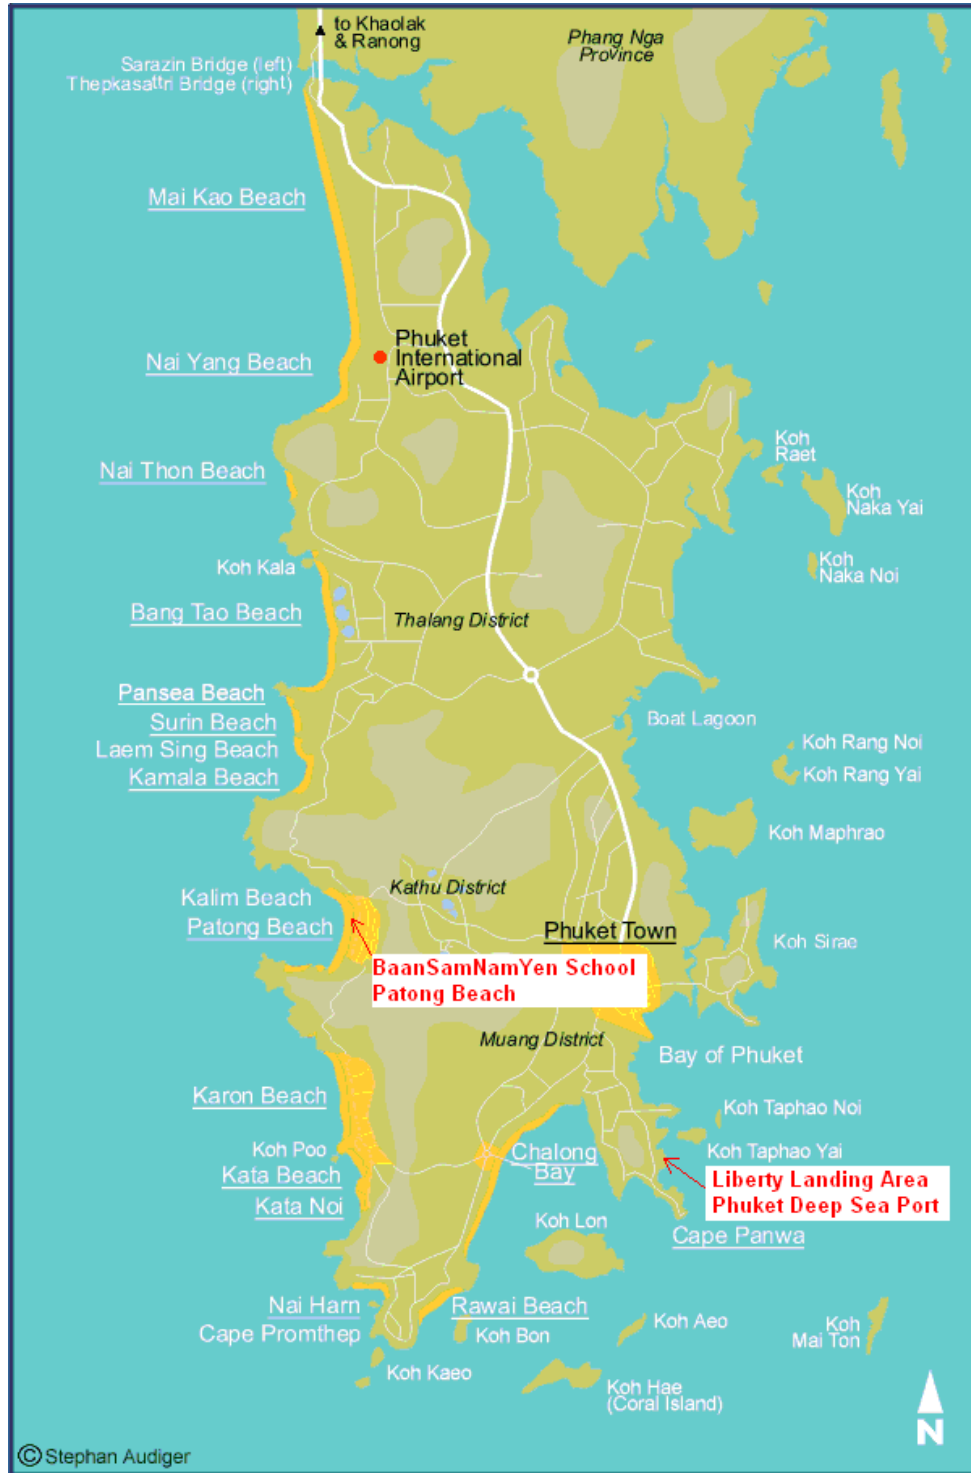 to Khaolak
& Ranong
Phang Nga
Province
Sarazin Bridge (left)
Thepkasattri Bridge (right)
Mai Kao Beach
Phuket
International
Airport
Nai Yang Beach
Koh
Raet
Nai Thon Beach
Koh
Naka Yai
Koh Kala
Koh
Naka Noi
Bang Tao Beach
Thalang District
Pansea Beach
Boat Lagoon
Surin Beach
Laem Sing Beach
Koh Rang Noi
Kamala Beach
Koh Rang Yai
Koh Maphrao
Kathu District
Kalim Beach
Patong Beach
Phuket Town
Koh Sirae
BaanSamNamYen School
Patong Beach
Muang District
Bay of Phuket
Karon Beach
Koh Taphao Noi
Koh Poo
Chalong
Bay
Koh Taphao Yai
Kata Beach
Liberty Landing Area
Phuket Deep Sea Port
Kata Noi
Koh Lon
Cape Panwa
Nai Harn
Rawai Beach
Cape Promthep
Koh Bon
Koh Aeo
Koh
Mai Ton
Koh Kaeo
Koh Hae
(Coral Island)
N
© Stephan Audiger